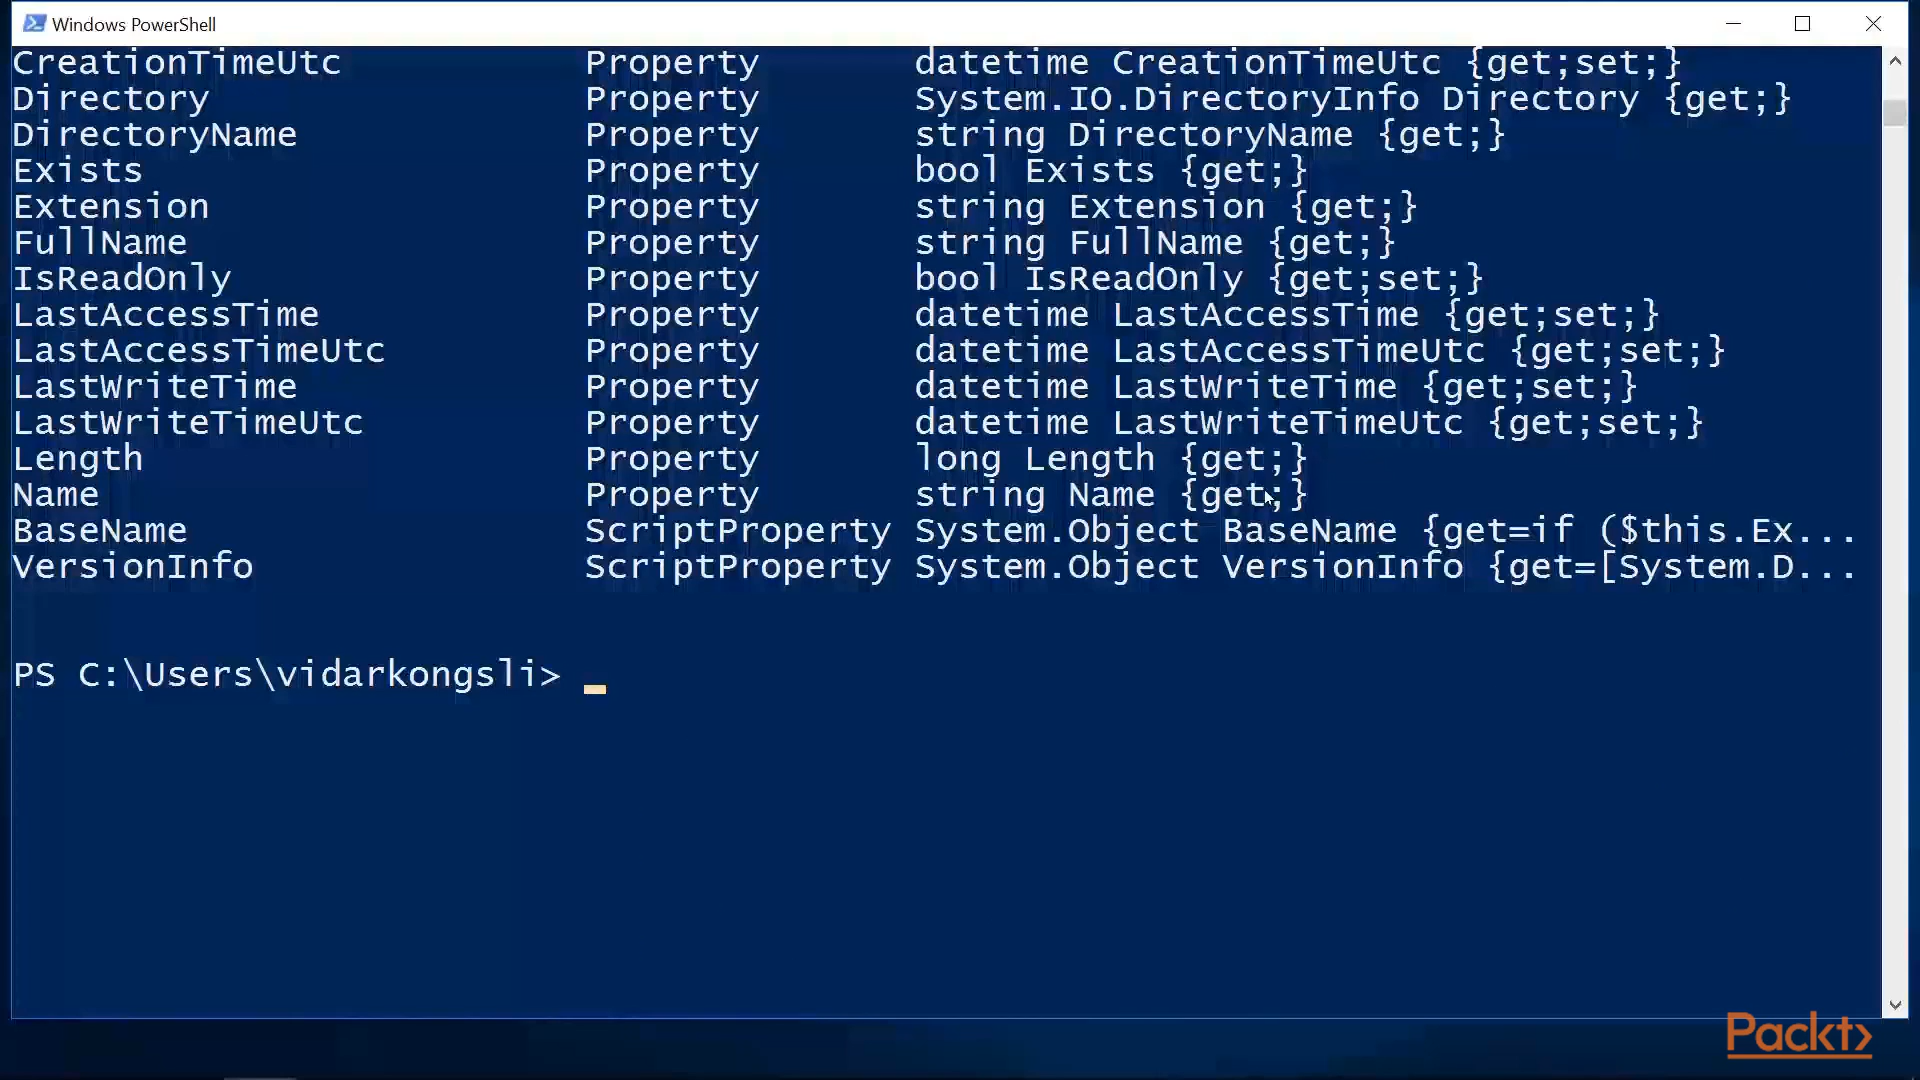 Windows PowerShell
CreationTimeUtc Property datetime CreationTimeUtc {get;set;}
Directory Property System.IO.DirectoryInfo Directory {get;}
DirectoryName Property string DirectoryName {get;}
Exists Property bool Exists {get;}
Extension Property string Extension {get;}
FullName Property string FullName {get;}
IsReadOnly Property bool IsReadOnly {get;set;}
LastAccessTime Property datetime LastAccessTime {get;set;}
LastAccessTimeUtc Property datetime LastAccessTimeUtc {get;set;}
LastWriteTime Property datetime LastWriteTime {get;set;}
LastWriteTimeUtc Property datetime LastWriteTimeUtc {get;set;}
Length Property long Length {get;}
Name Property string Name {get;}
BaseName ScriptProperty System.Object BaseName {get=if ($this.Ex...
VersionInfo ScriptProperty System.Object VersionInfo {get=[System.D...
PS C:\Users\vidarkongsli> _
Packt>